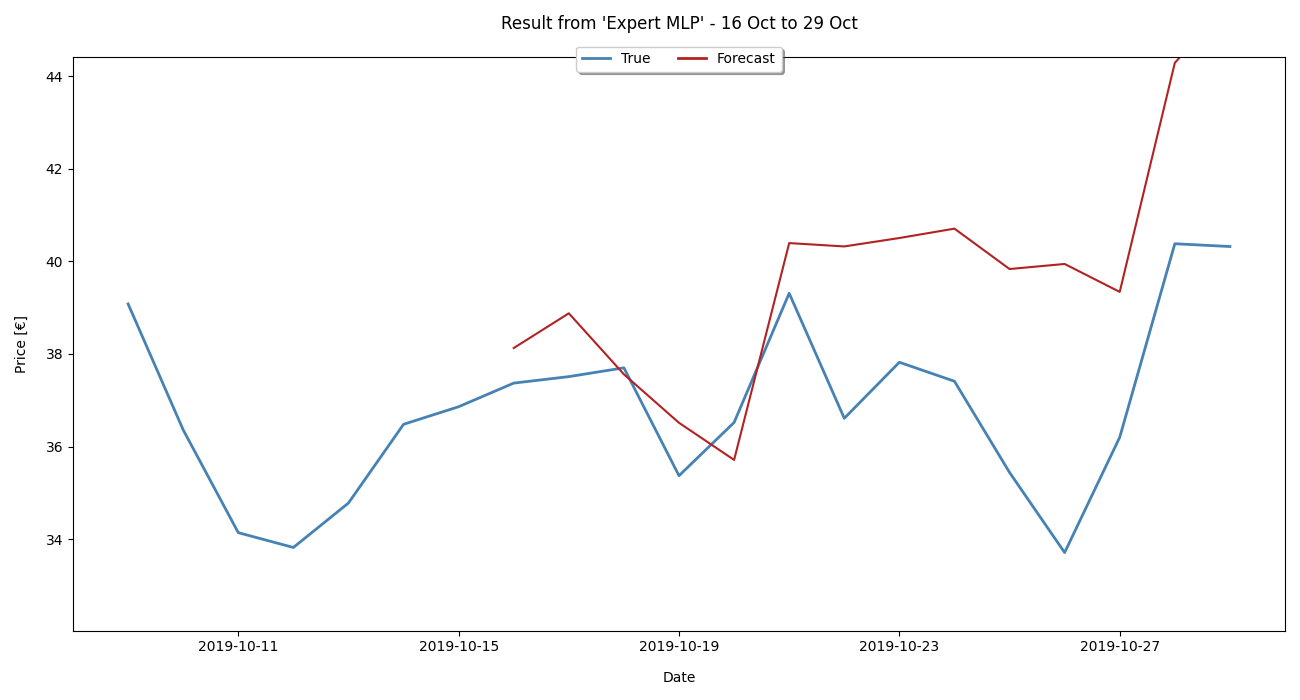 Result from 'Expert MLP' - 16 Oct to 29 Oct
True Forecast
44
42
40
38
36
34
Price [€]
2019-10-11 2019-10-15 2019-10-19 2019-10-23 2019-10-27
Date